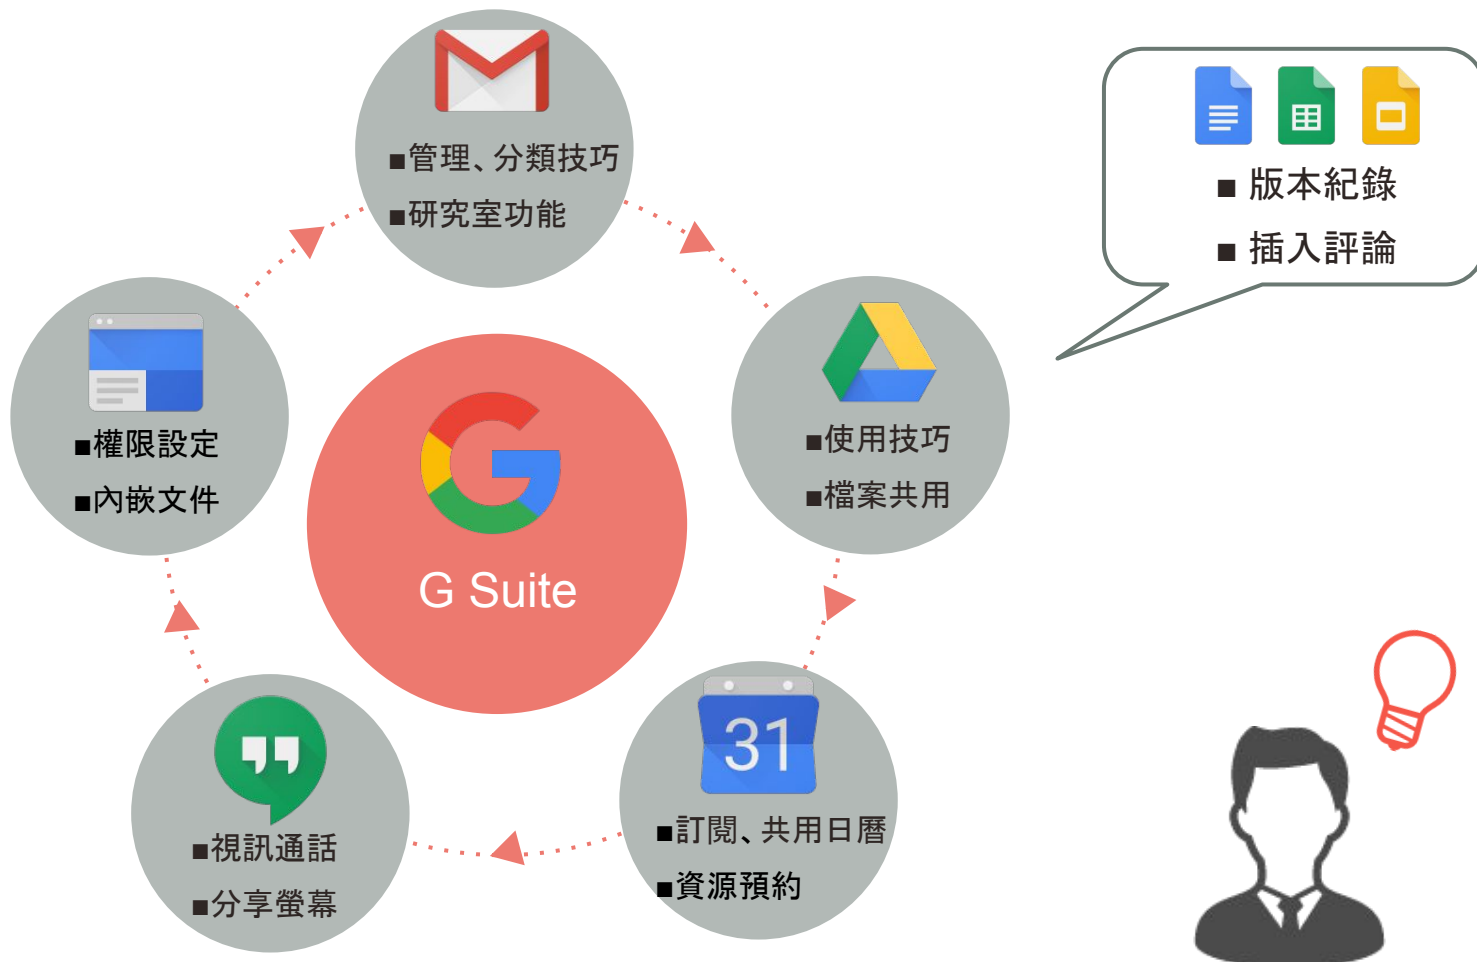 ■管理、分類技巧
■研究室功能
■ 版本紀錄
■ 插入評論
■權限設定
■內嵌文件
G Suite
■使用技巧
■檔案共用
■視訊通話
■分享螢幕
31
■訂閱、共用日曆
■資源預約